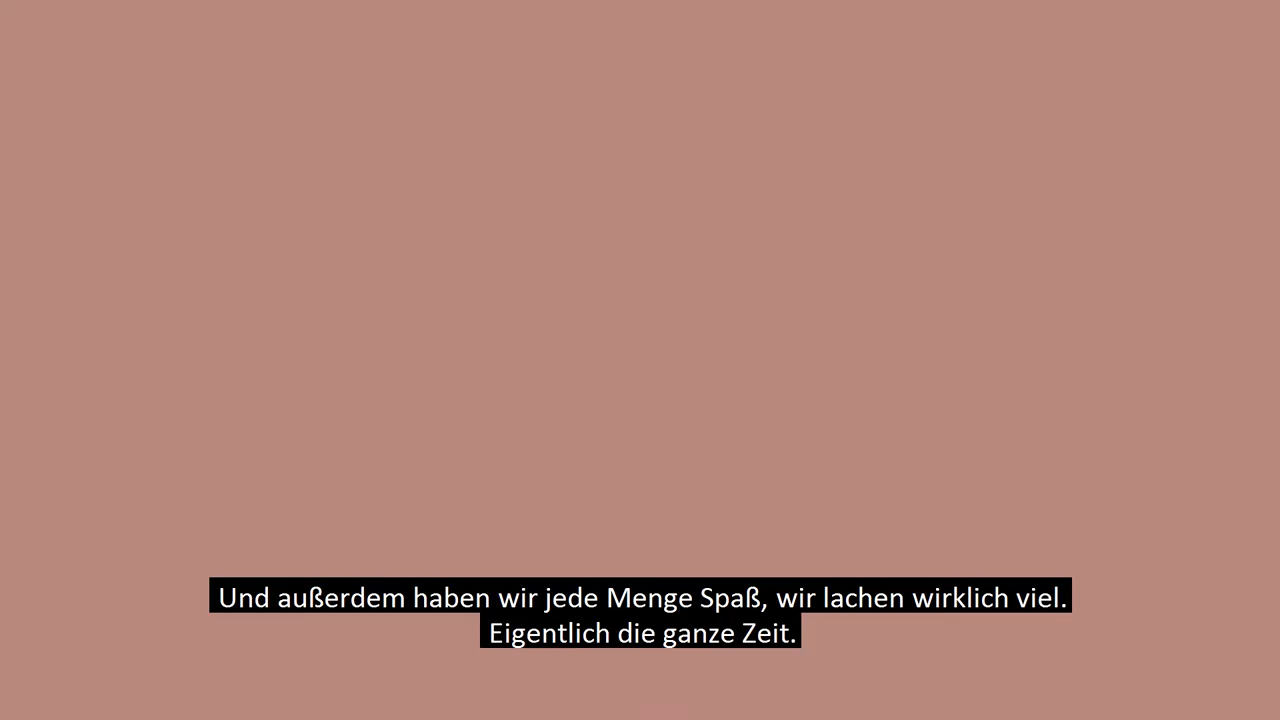 Und außerdem haben wir jede Menge Spaß, wir lachen wirklich viel.
Eigentlich die ganze Zeit.